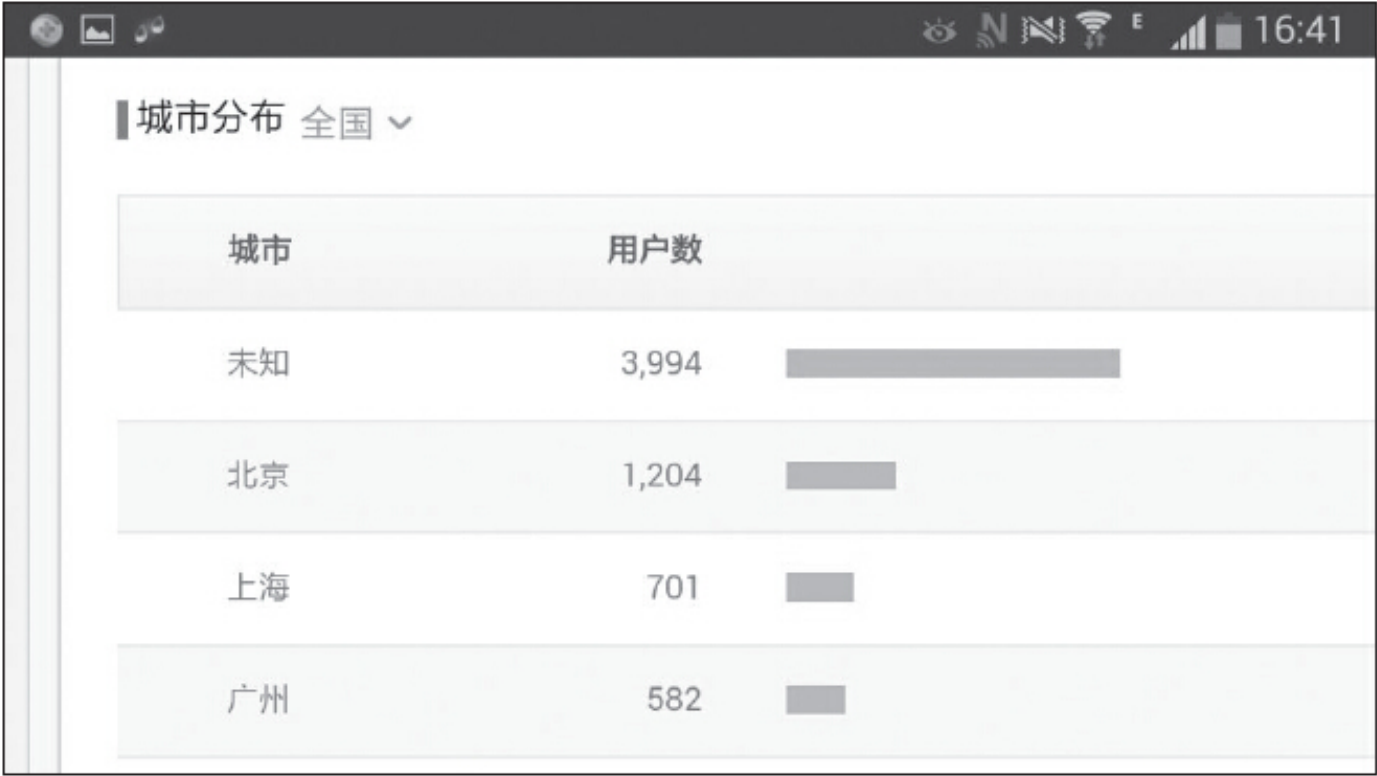 E 16:41
城市分布 全国
城市 用户数
未知 3,994
北京 1,204
上海 701
广州 582